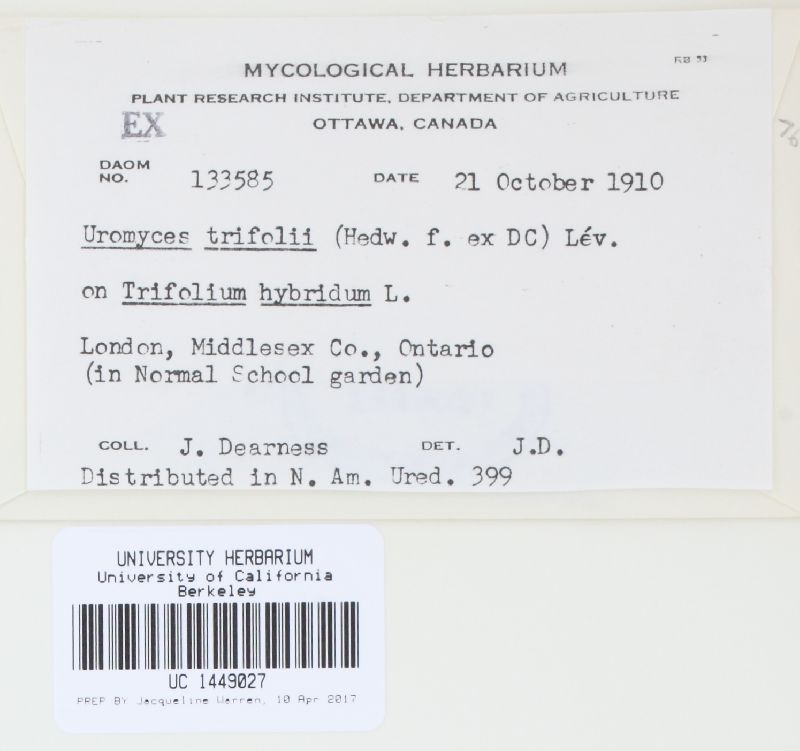 MYCOLOGICAL HERBARIUM
RB 53
PLANT RESEARCH INSTITUTE, DEPARTMENT OF AGRICULTURE
EX
OTTAWA, CANADA
DAOM NO. 133585 DATE 21 October 1910
Uromyces trifolii (Hedw. f. ex DC) Lév.
on Trifolium hybridum L.
London, Middlesex Co., Ontario
(in Normal School garden)
COLL. J. Dearness DET. J.D.
Distributed in N. Am. Ured. 399
UNIVERSITY HERBARIUM
University of California
Berkeley
UC 1449027
PREP BY Jacqueline Warren, 10 Apr 2017